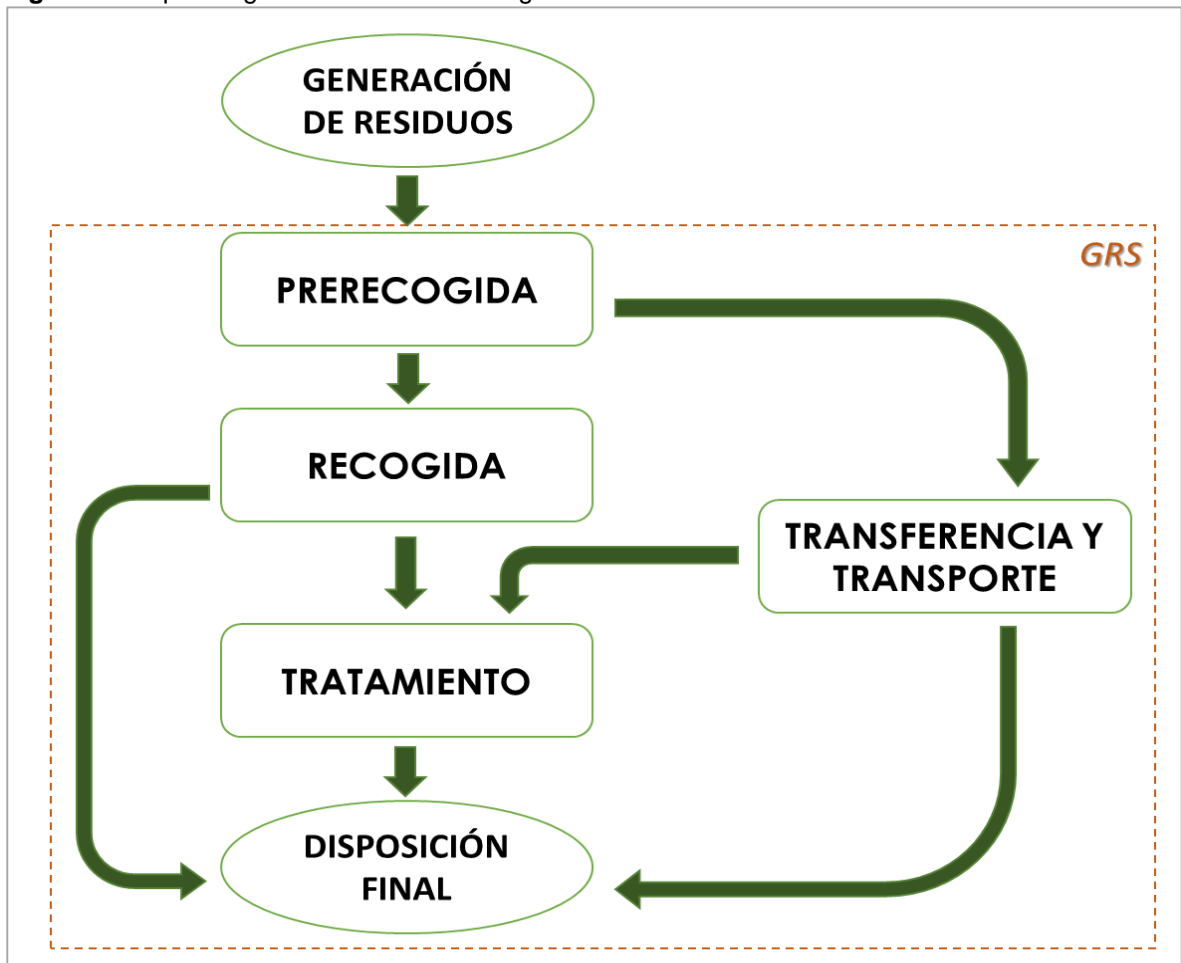 GENERACIÓN
DE RESIDUOS
GRS
PRERECOGIDA
RECOGIDA
TRANSFERENCIA Y
TRANSPORTE
TRATAMIENTO
DISPOSICIÓN
FINAL